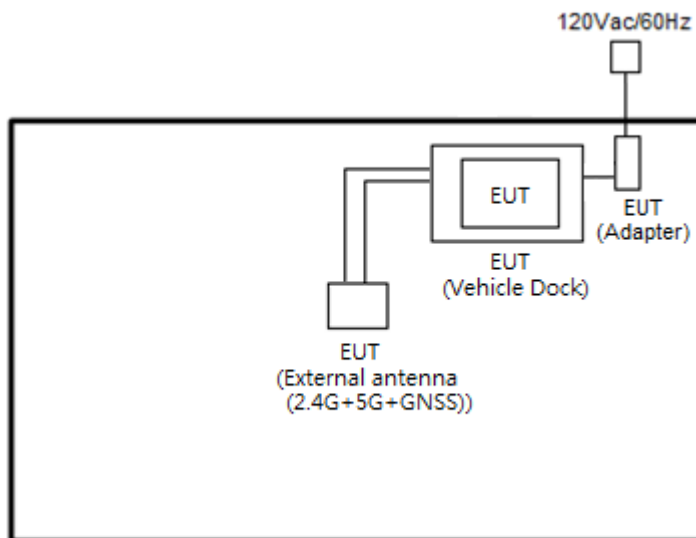 120Vac/60Hz
EUT
EUT
(Adapter)
EUT
(Vehicle Dock)
EUT
(External antenna
(2.4G+5G+GNSS))